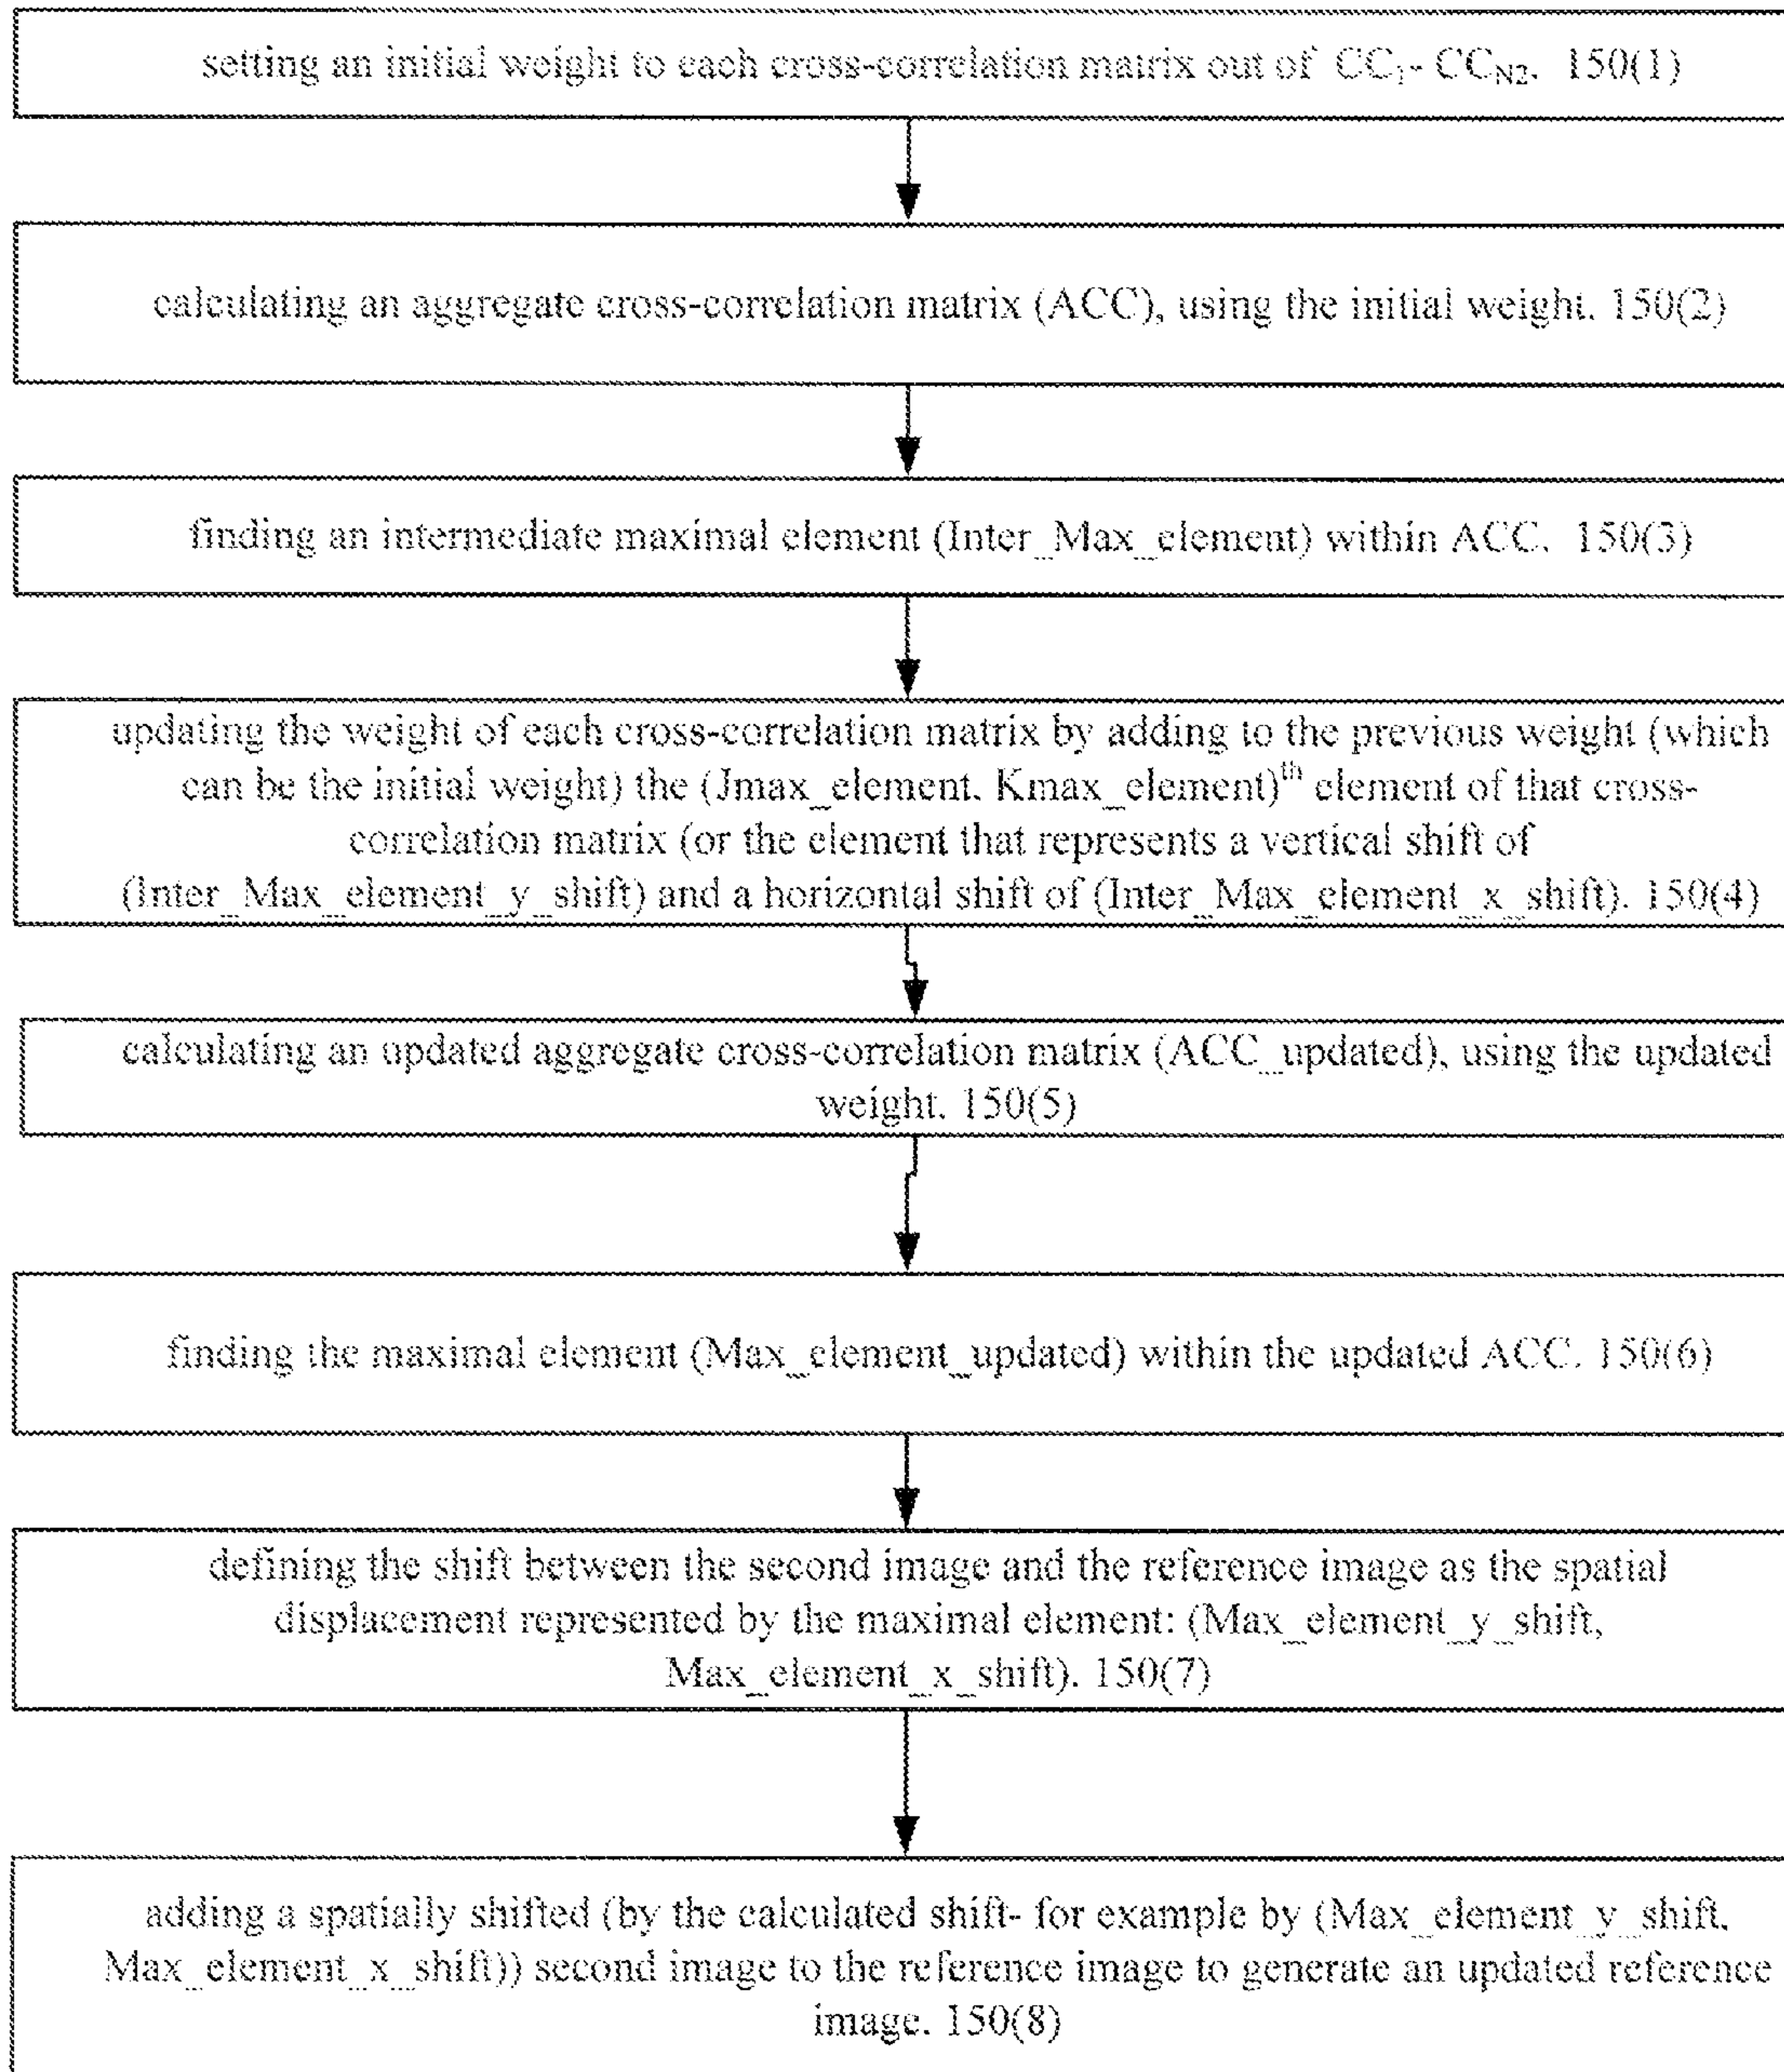 setting an initial weight to each cross-correlation matrix out of CC₁- CC_N2. 150(1)
calculating an aggregate cross-correlation matrix (ACC), using the initial weight. 150(2)
finding an intermediate maximal element (Inter_Max_element) within ACC. 150(3)
updating the weight of each cross-correlation matrix by adding to the previous weight (which
can be the initial weight) the (Jmax_element, Kmax_element)th element of that cross-
correlation matrix (or the element that represents a vertical shift of
(Inter_Max_element_y_shift) and a horizontal shift of (Inter_Max_element_x_shift). 150(4)
calculating an updated aggregate cross-correlation matrix (ACC_updated), using the updated
weight. 150(5)
finding the maximal element (Max_element_updated) within the updated ACC. 150(6)
defining the shift between the second image and the reference image as the spatial
displacement represented by the maximal element: (Max_element_y_shift,
Max_element_x_shift). 150(7)
adding a spatially shifted (by the calculated shift- for example by (Max_element_y_shift,
Max_element_x_shift)) second image to the reference image to generate an updated reference
image. 150(8)